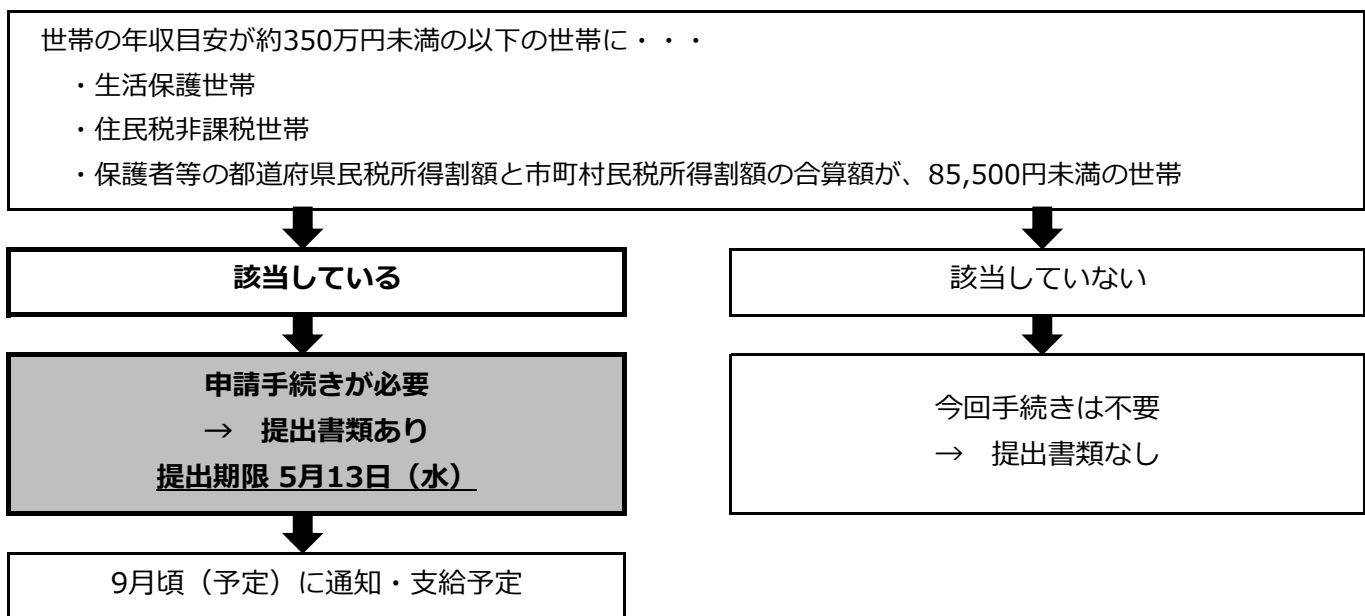 世帯の年収目安が約350万円未満の以下の世帯に・・・
・生活保護世帯
・住民税非課税世帯
・保護者等の都道府県民税所得割額と市町村民税所得割額の合算額が、85,500円未満の世帯
該当している
該当していない
申請手続きが必要
→ 提出書類あり
提出期限 5月13日（水）
今回手続きは不要
→ 提出書類なし
9月頃（予定）に通知・支給予定